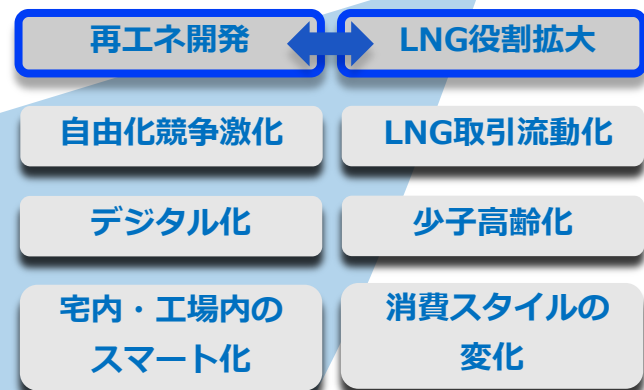 再エネ開発
LNG役割拡大
自由化競争激化
LNG取引流動化
デジタル化
少子高齢化
宅内・工場内の
スマート化
消費スタイルの
変化